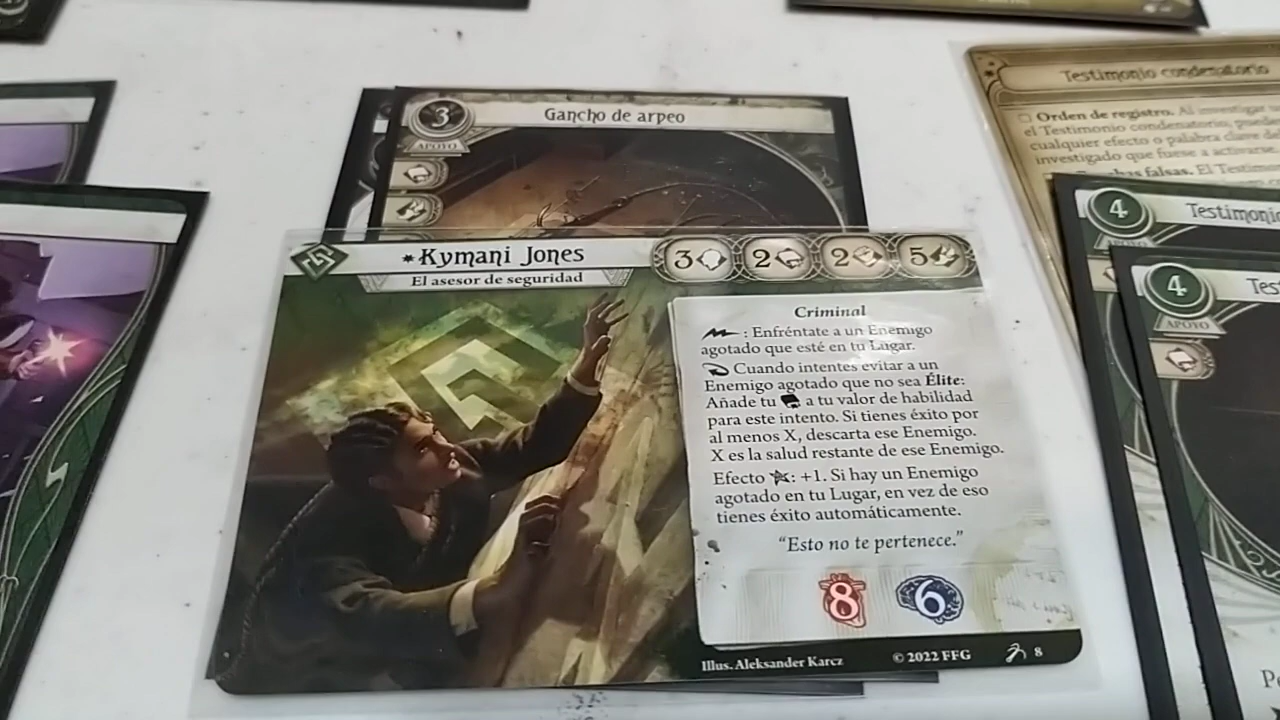 Testimonio condenatorio
Orden de registro. Al investigar
el Testimonio condenatorio, puedes
cualquier efecto o palabra clave de
investigado que fuese a activarse.
falsas. El Testimonio
3
Gancho de arpeo
APOYO
4
Testimonio
4
APOYO
Kymani Jones
El asesor de seguridad
3 2 2 5
Criminal
: Enfréntate a un Enemigo
agotado que esté en tu Lugar.
Cuando intentes evitar a un
Enemigo agotado que no sea Élite:
Añade tu a tu valor de habilidad
para este intento. Si tienes éxito por
al menos X, descarta ese Enemigo.
X es la salud restante de ese Enemigo.
Efecto : +1. Si hay un Enemigo
agotado en tu Lugar, en vez de eso
tienes éxito automáticamente.
“Esto no te pertenece.”
8 6
Illus. Aleksander Karcz
© 2022 FFG
8